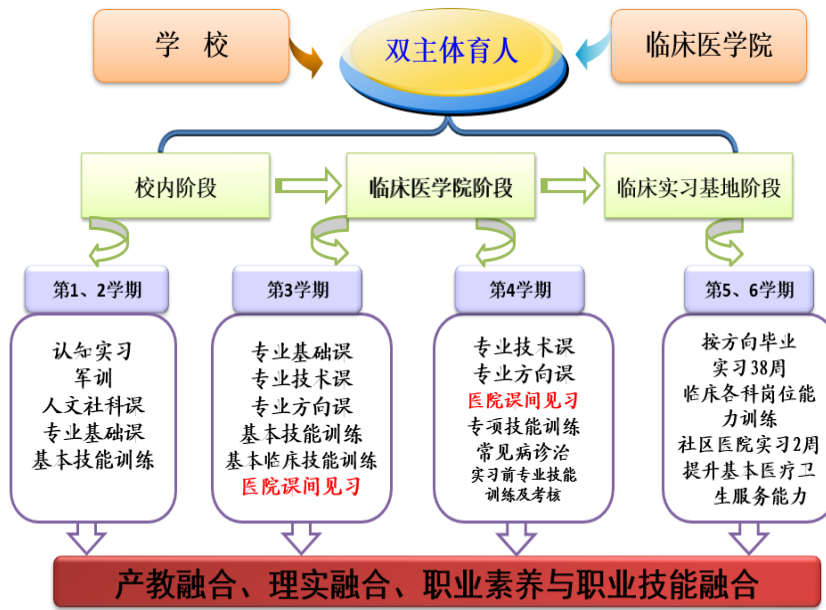 学 校
双主体育人
临床医学院
校内阶段
临床医学院阶段
临床实习基地阶段
第1、2学期
认知实习
军训
人文社科课
专业基础课
基本技能训练
第3学期
专业基础课
专业技术课
专业方向课
基本技能训练
基本临床技能训练
医院课间见习
第4学期
专业技术课
专业方向课
医院课间见习
专项技能训练
常见病诊治
实习前专业技能
训练及考核
第5、6学期
按方向毕业
实习38周
临床各科岗位能
力训练
社区医院实习2周
提升基本医疗卫
生服务能力
产教融合、理实融合、职业素养与职业技能融合